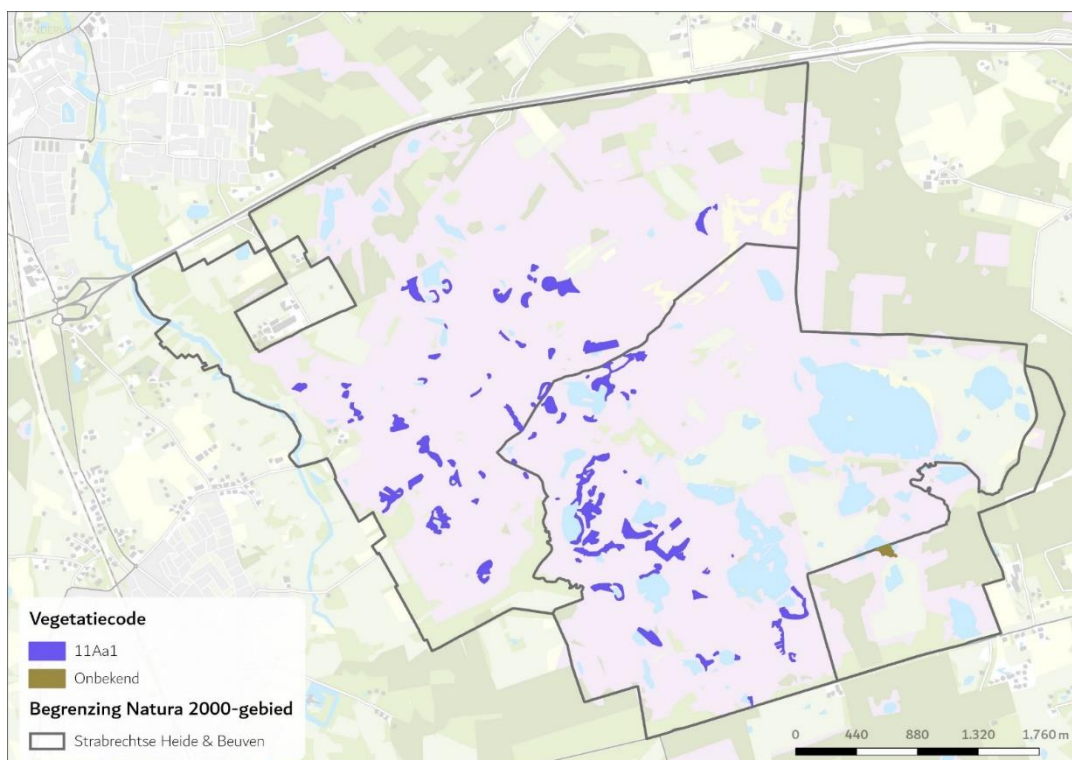 Vegetatiecode
11Aa1
Onbekend
Begrenzing Natura 2000-gebied
Strabrechtse Heide & Beuven
0 440 880 1.320 1.760 m